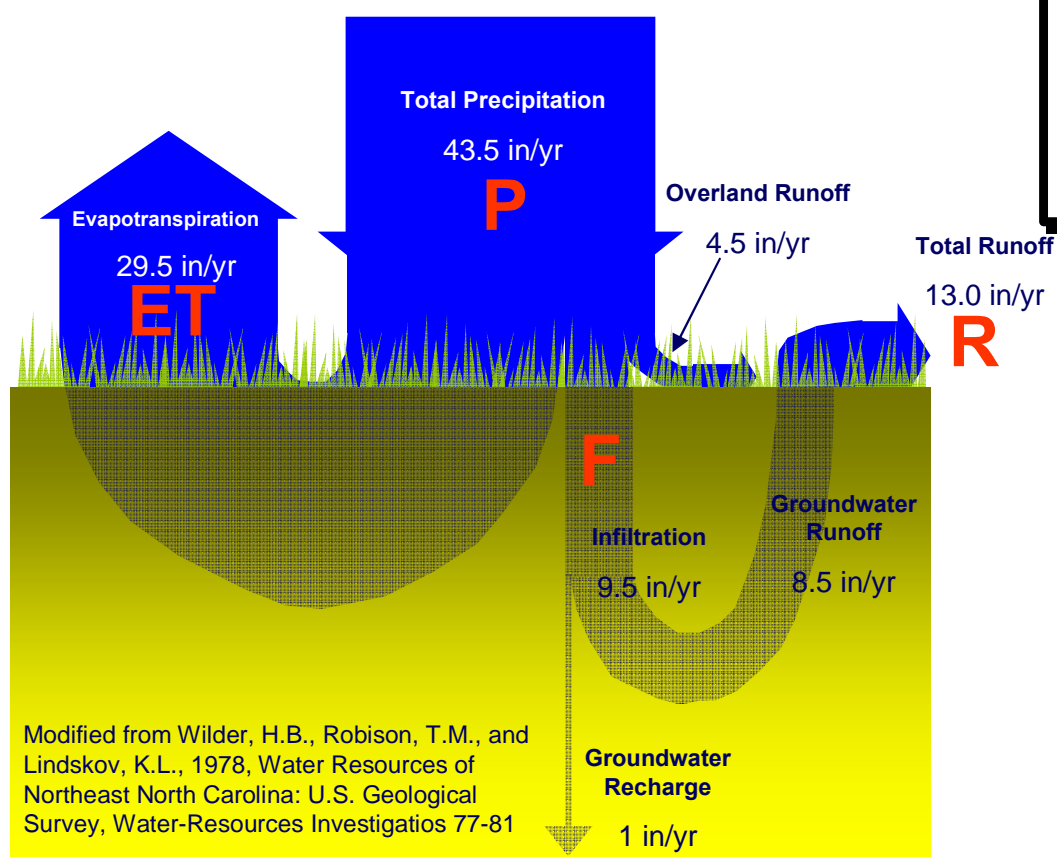 Total Precipitation
43.5 in/yr
P
Evapotranspiration
29.5 in/yr
ET
Overland Runoff
4.5 in/yr
Total Runoff
13.0 in/yr
R
F
Infiltration
9.5 in/yr
Groundwater
Runoff
8.5 in/yr
Groundwater
Recharge
1 in/yr
Modified from Wilder, H.B., Robison, T.M., and
Lindskov, K.L., 1978, Water Resources of
Northeast North Carolina: U.S. Geological
Survey, Water-Resources Investigatios 77-81